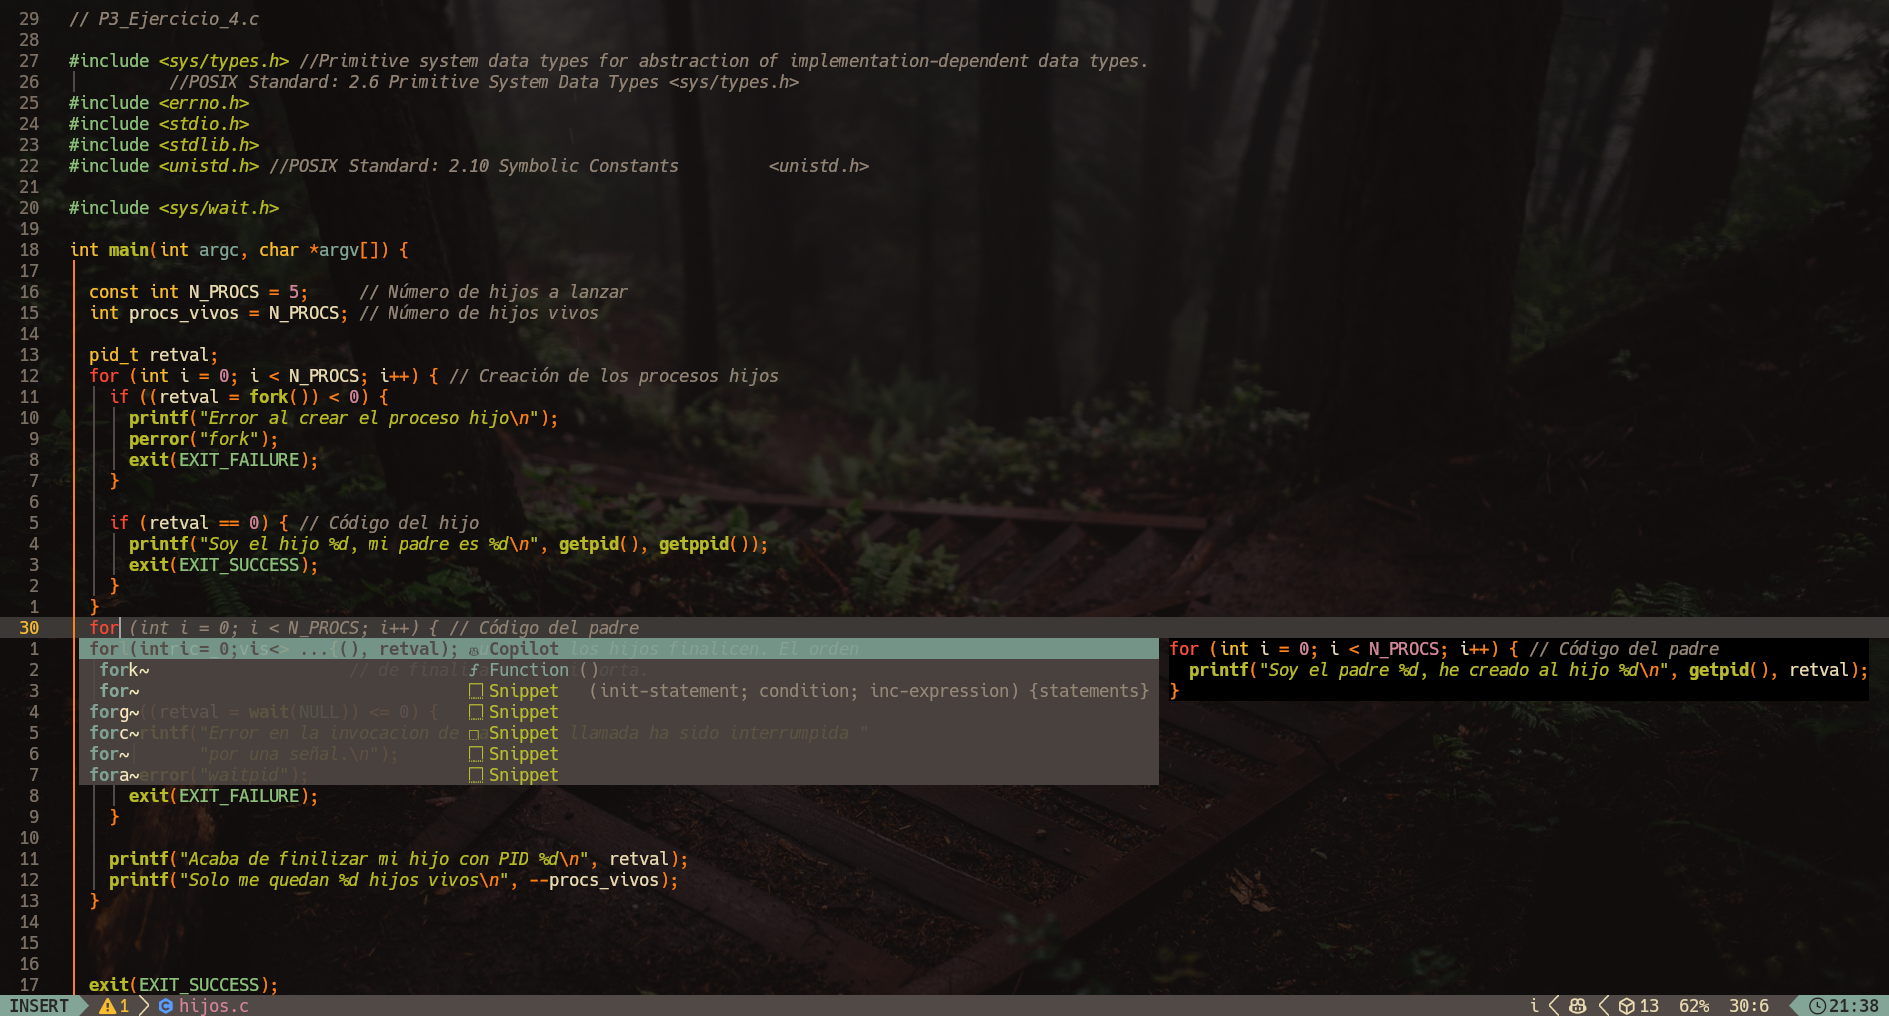 29 // P3_Ejercicio_4.c
28
27 #include <sys/types.h> //Primitive system data types for abstraction of implementation-dependent data types.
26 //POSIX Standard: 2.6 Primitive System Data Types <sys/types.h>
25 #include <errno.h>
24 #include <stdio.h>
23 #include <stdlib.h>
22 #include <unistd.h> //POSIX Standard: 2.10 Symbolic Constants <unistd.h>
21
20 #include <sys/wait.h>
19
18 int main(int argc, char *argv[]) {
17
16 const int N_PROCS = 5; // Número de hijos a lanzar
15 int procs_vivos = N_PROCS; // Número de hijos vivos
14
13 pid_t retval;
12 for (int i = 0; i < N_PROCS; i++) { // Creación de los procesos hijos
11 if ((retval = fork()) < 0) {
10 printf("Error al crear el proceso hijo\n");
9 perror("fork");
8 exit(EXIT_FAILURE);
7 }
6
5 if (retval == 0) { // Código del hijo
4 printf("Soy el hijo %d, mi padre es %d\n", getpid(), getppid());
3 exit(EXIT_SUCCESS);
2 }
1 }
30 for (int i = 0; i < N_PROCS; i++) { // Código del padre
1 for (int i = 0; i < ...(), retval); Copilot los hijos finalicen. El orden
for (int i = 0; i < N_PROCS; i++) { // Código del padre
2 fork~ // de finaliza ƒ Function () orta.
printf("Soy el padre %d, he creado al hijo %d\n", getpid(), retval);
3 for~ Snippet (init-statement; condition; inc-expression) {statements}
}
4 forg~ ((retval = wait(NULL)) <= 0) { Snippet
5 forc~ rintf("Error en la invocacion de Snippet llamada ha sido interrumpida "
6 for~ "por una señal.\n"); Snippet
7 fora~ error("waitpid"); Snippet
8 exit(EXIT_FAILURE);
9 }
10
11 printf("Acaba de finilizar mi hijo con PID %d\n", retval);
12 printf("Solo me quedan %d hijos vivos\n", --procs_vivos);
13 }
14
15
16
17 exit(EXIT_SUCCESS);
INSERT 1 hijos.c i 13 62% 30:6 21:38